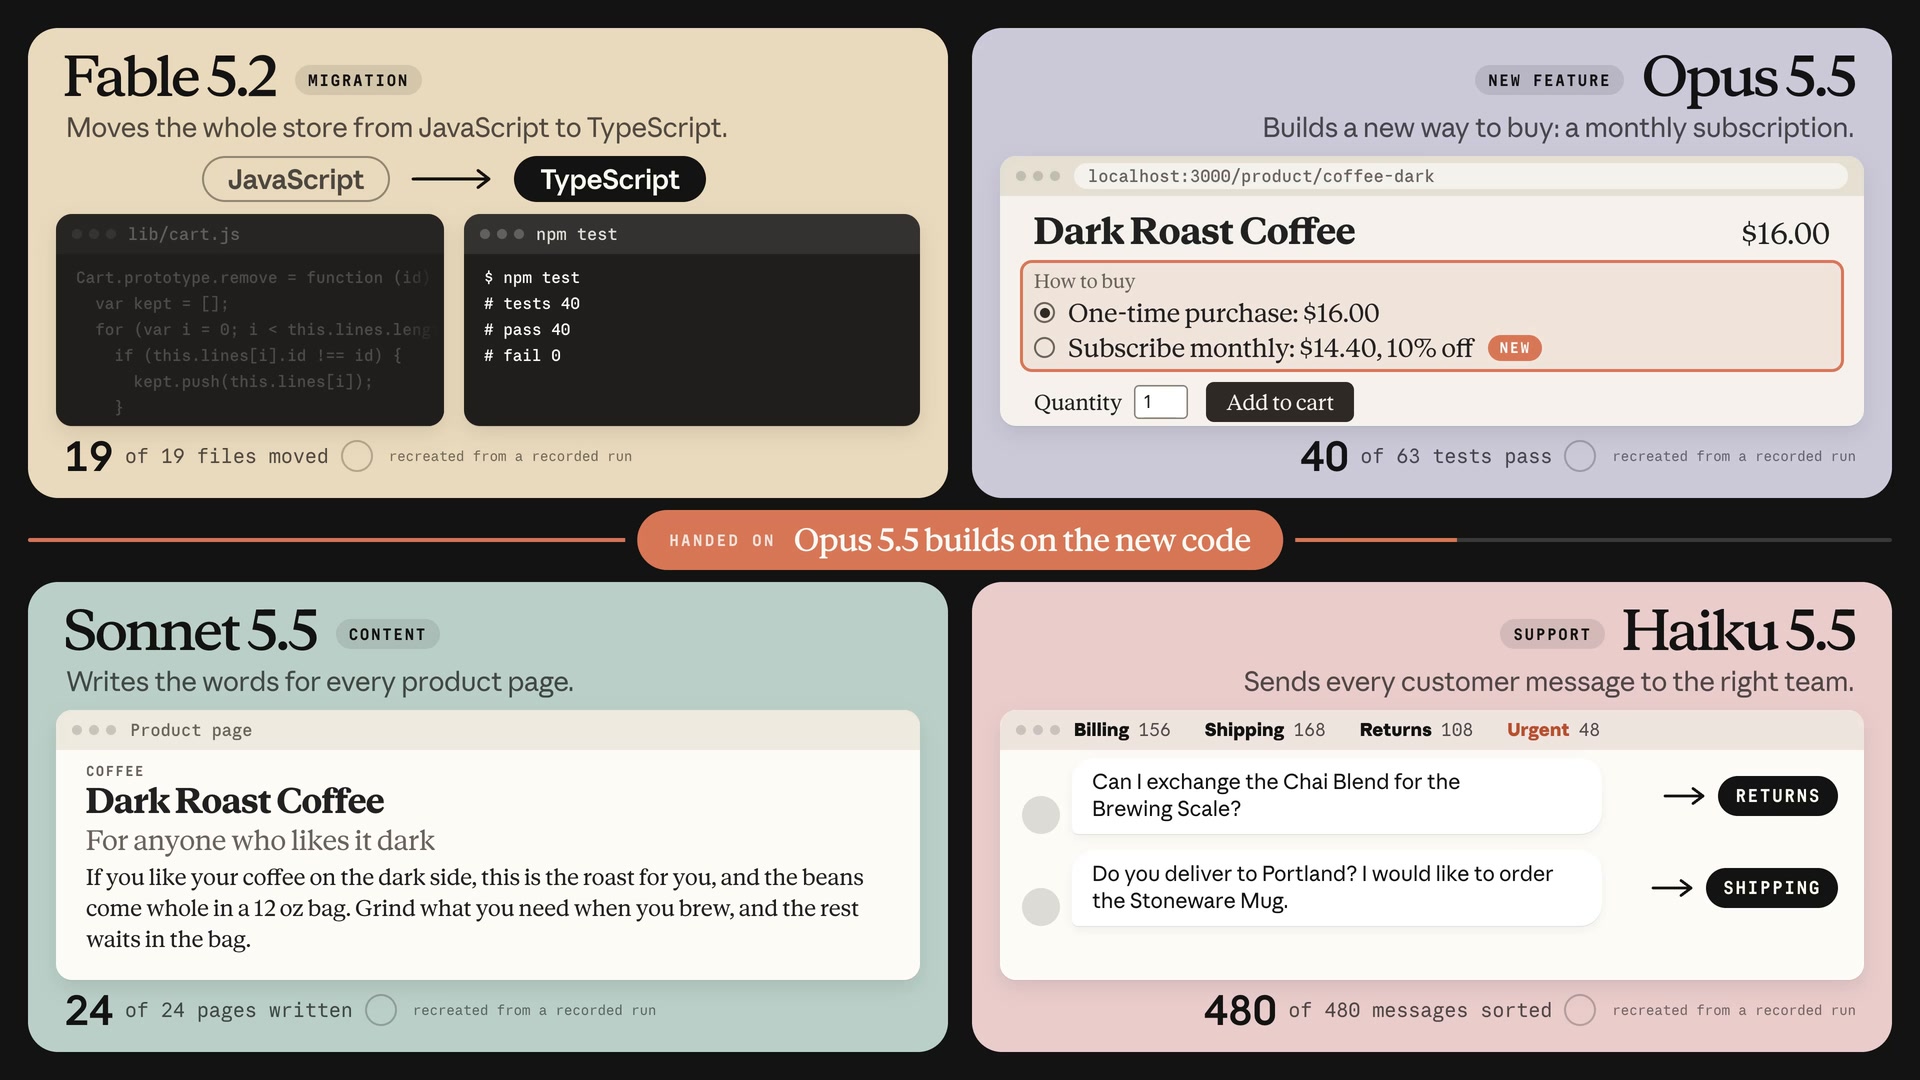 Fable 5.2 MIGRATION
Moves the whole store from JavaScript to TypeScript.
JavaScript TypeScript
lib/cart.js
Cart.prototype.remove = function (id)
var kept = [];
for (var i = 0; i < this.lines.leng
if (this.lines[i].id !== id) {
kept.push(this.lines[i]);
}
npm test
$ npm test
# tests 40
# pass 40
# fail 0
19 of 19 files moved recreated from a recorded run
NEW FEATURE Opus 5.5
Builds a new way to buy: a monthly subscription.
localhost:3000/product/coffee-dark
Dark Roast Coffee $16.00
How to buy
One-time purchase: $16.00
Subscribe monthly: $14.40, 10% off NEW
Quantity 1 Add to cart
40 of 63 tests pass recreated from a recorded run
HANDED ON Opus 5.5 builds on the new code
Sonnet 5.5 CONTENT
Writes the words for every product page.
Product page
COFFEE
Dark Roast Coffee
For anyone who likes it dark
If you like your coffee on the dark side, this is the roast for you, and the beans
come whole in a 12 oz bag. Grind what you need when you brew, and the rest
waits in the bag.
24 of 24 pages written recreated from a recorded run
SUPPORT Haiku 5.5
Sends every customer message to the right team.
Billing 156 Shipping 168 Returns 108 Urgent 48
Can I exchange the Chai Blend for the
Brewing Scale?
RETURNS
Do you deliver to Portland? I would like to order
the Stoneware Mug.
SHIPPING
480 of 480 messages sorted recreated from a recorded run